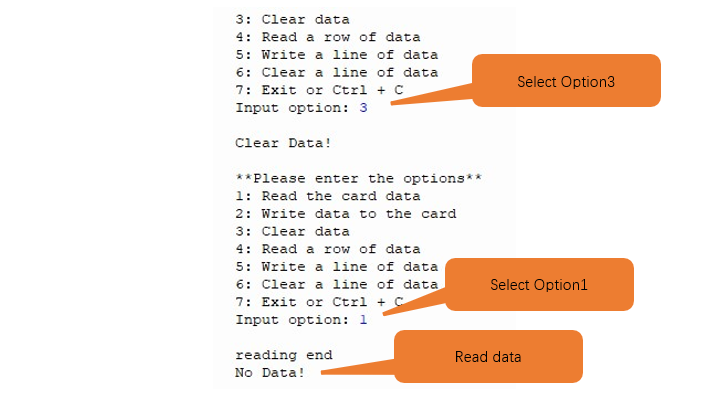 3: Clear data
4: Read a row of data
5: Write a line of data
6: Clear a line of data
7: Exit or Ctrl + C
Input option: 3
Select Option3
Clear Data!
**Please enter the options**
1: Read the card data
2: Write data to the card
3: Clear data
4: Read a row of data
5: Write a line of data
6: Clear a line of data
7: Exit or Ctrl + C
Input option: 1
Select Option1
reading end
No Data!
Read data